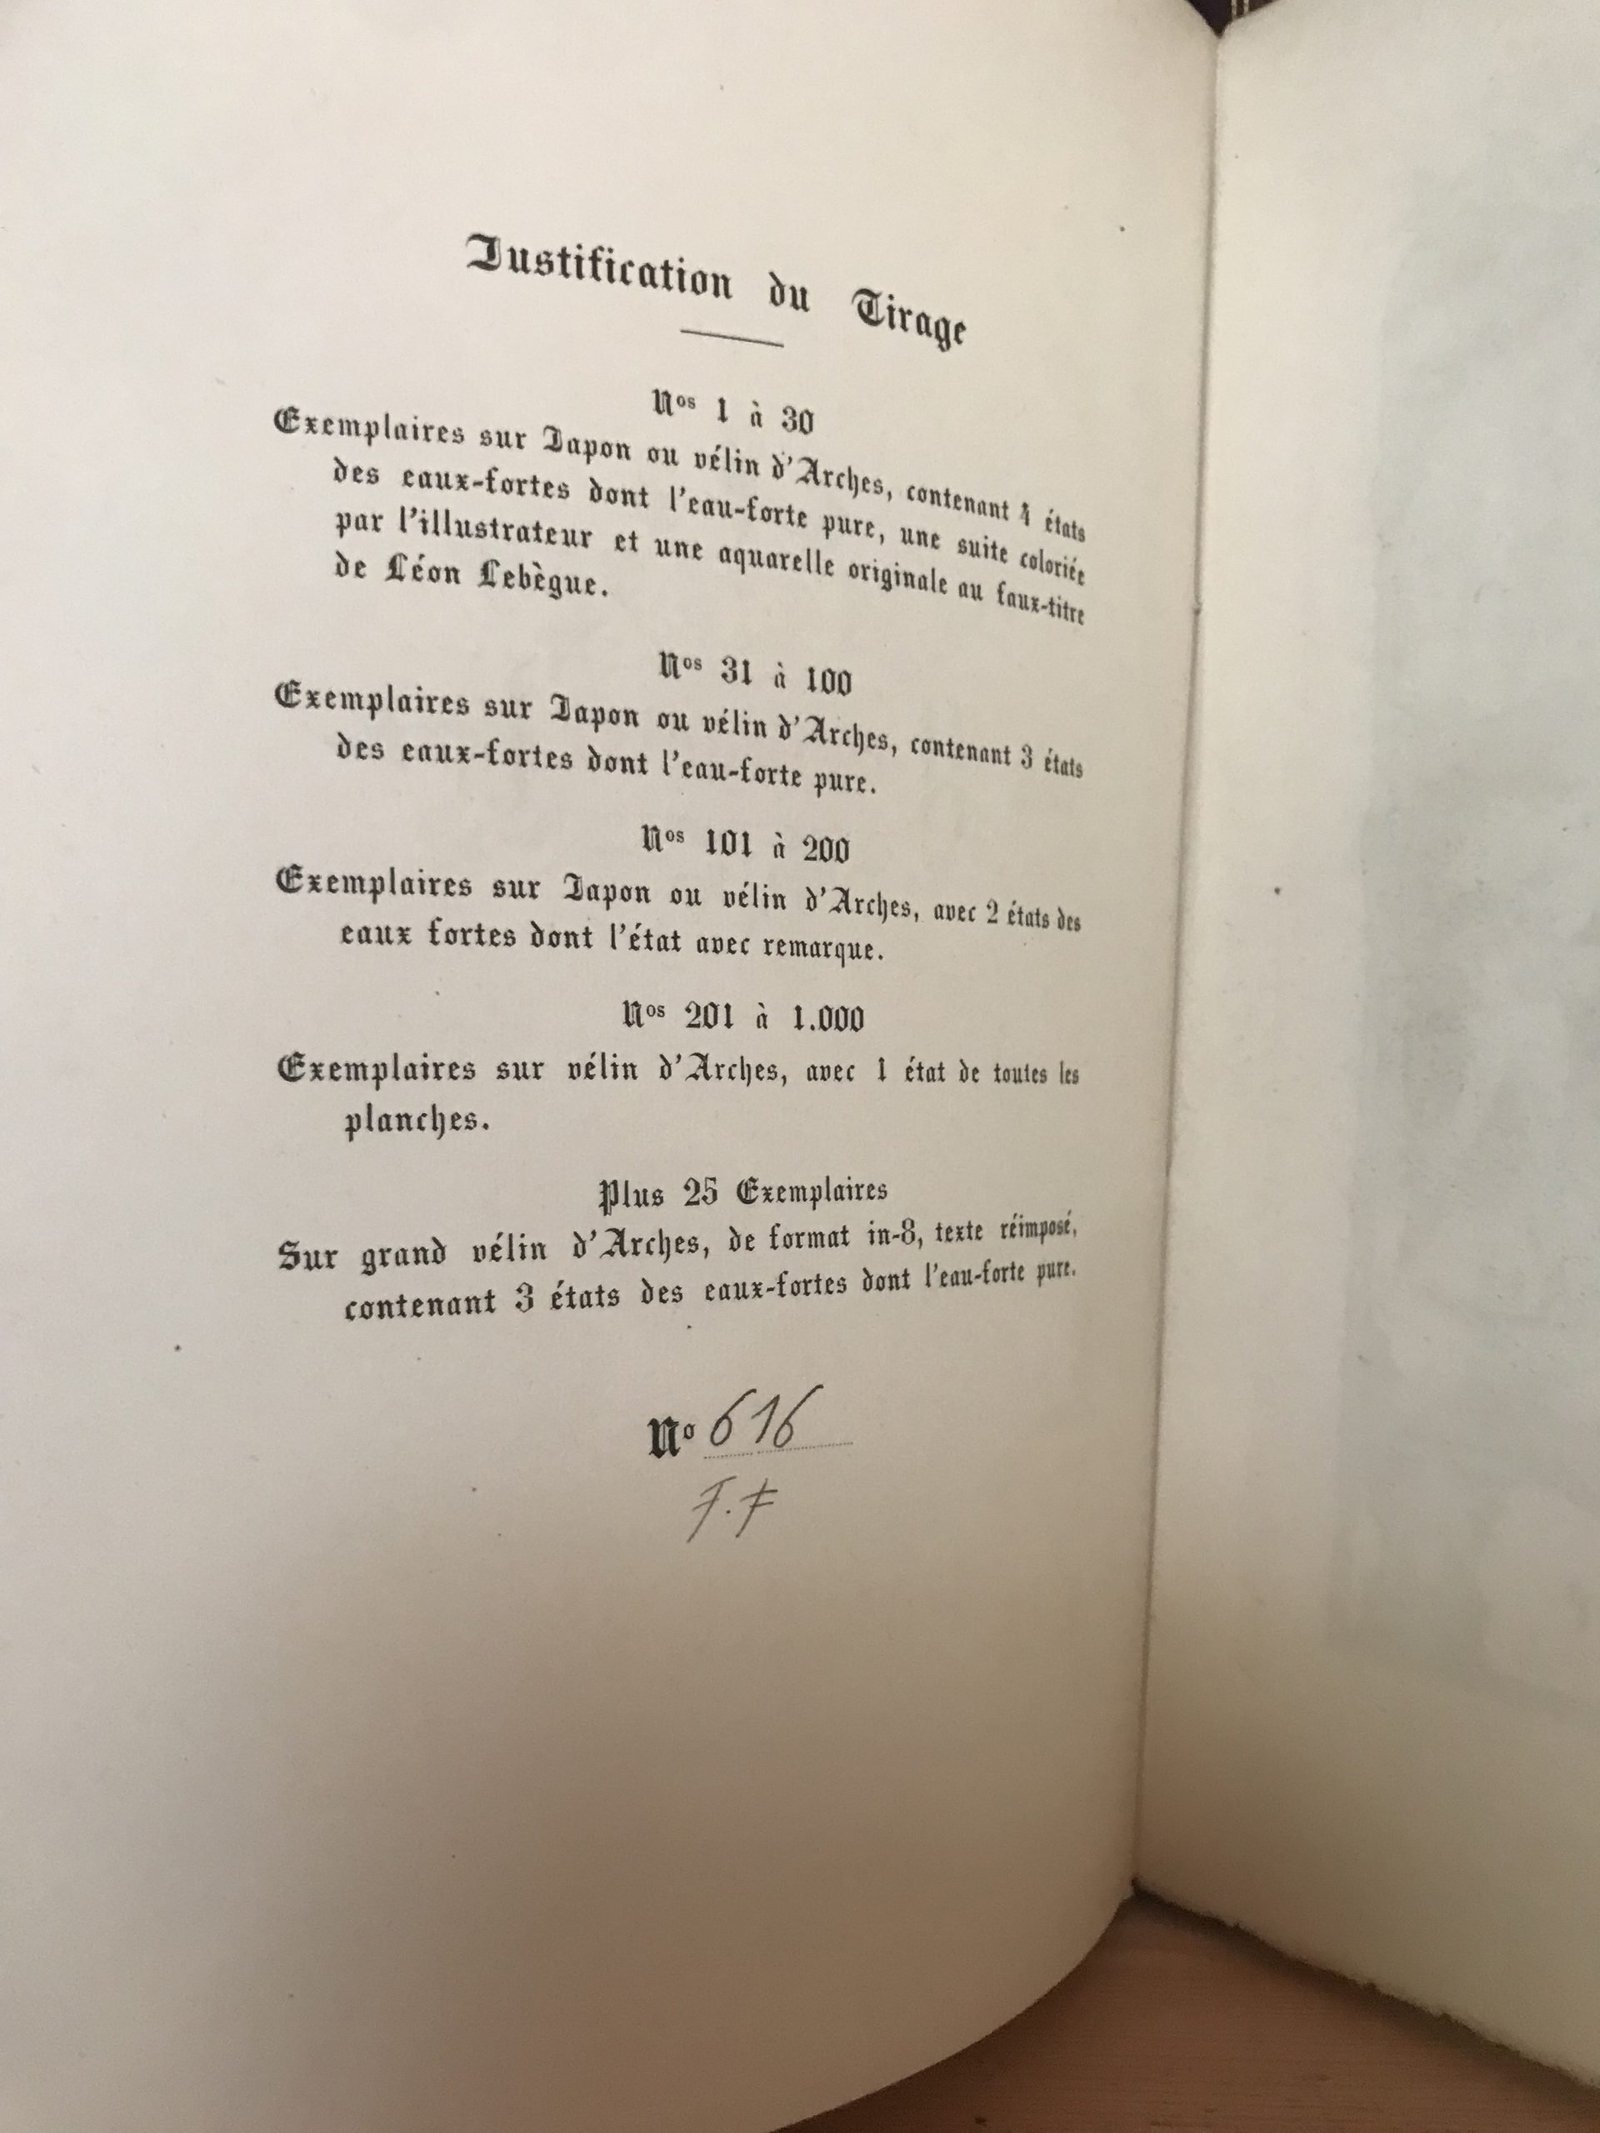 Justification du Tirage
Nos 1 à 30
Exemplaires sur Japon ou vélin d'Arches, contenant 4 états
des eaux-fortes dont l'eau-forte pure, une suite coloriée
par l'illustrateur et une aquarelle originale au faux-titre
de Léon Lebègue.
Nos 31 à 100
Exemplaires sur Japon ou vélin d'Arches, contenant 3 états
des eaux-fortes dont l'eau-forte pure.
Nos 101 à 200
Exemplaires sur Japon ou vélin d'Arches, avec 2 états des
eaux fortes dont l'état avec remarque.
Nos 201 à 1.000
Exemplaires sur vélin d'Arches, avec 1 état de toutes les
planches.
Plus 25 Exemplaires
Sur grand vélin d'Arches, de format in-8, texte réimposé,
contenant 3 états des eaux-fortes dont l'eau-forte pure.
No 616
F.F